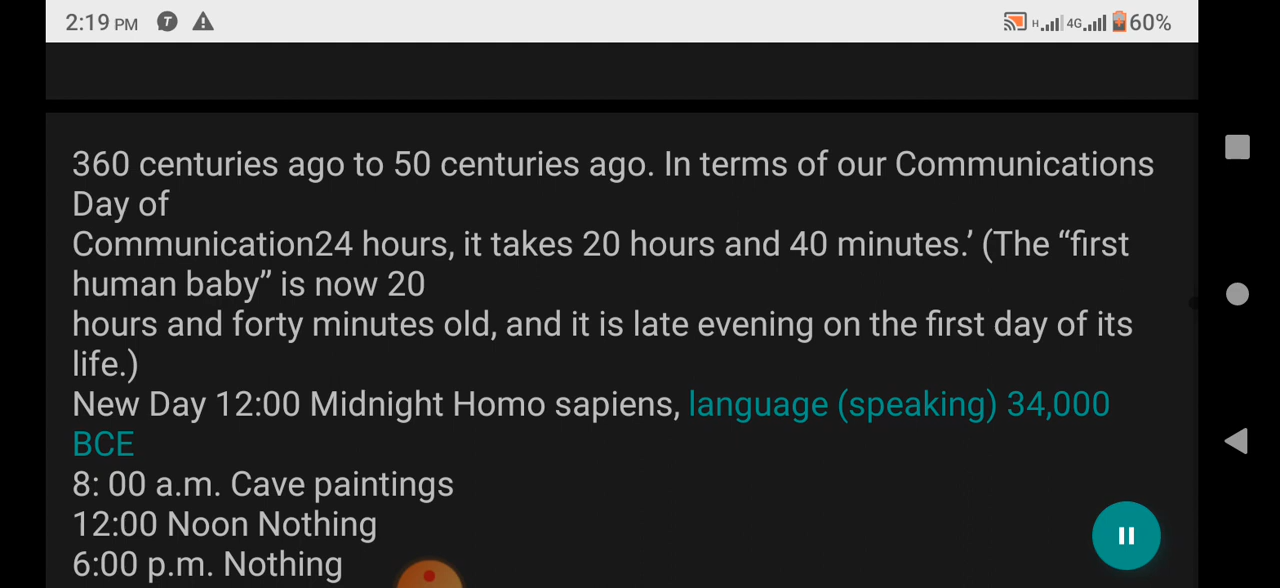 2:19 PM
H 4G 60%
360 centuries ago to 50 centuries ago. In terms of our Communications
Day of
Communication24 hours, it takes 20 hours and 40 minutes.’ (The “first
human baby” is now 20
hours and forty minutes old, and it is late evening on the first day of its
life.)
New Day 12:00 Midnight Homo sapiens, language (speaking) 34,000
BCE
8: 00 a.m. Cave paintings
12:00 Noon Nothing
6:00 p.m. Nothing